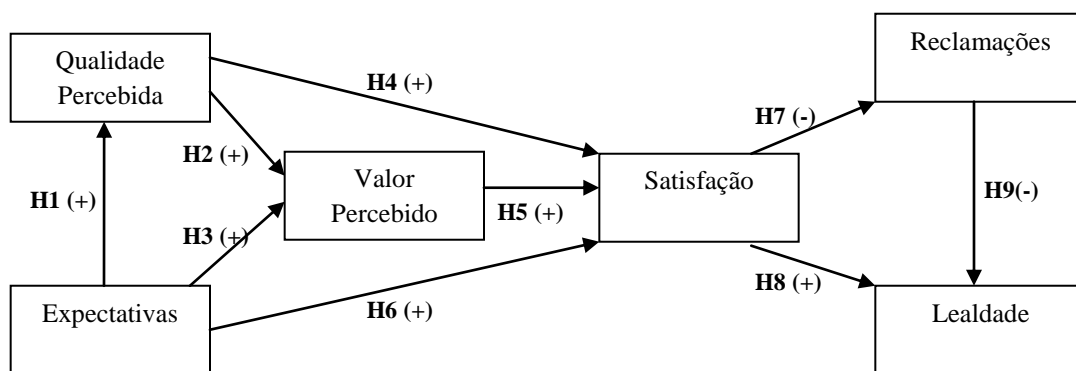 Reclamações
Qualidade
Percebida
H4 (+)
H7 (-)
H2 (+)
Valor
Percebido
Satisfação
H1 (+)
H3 (+)
H5 (+)
H9(-)
Expectativas
H6 (+)
H8 (+)
Lealdade